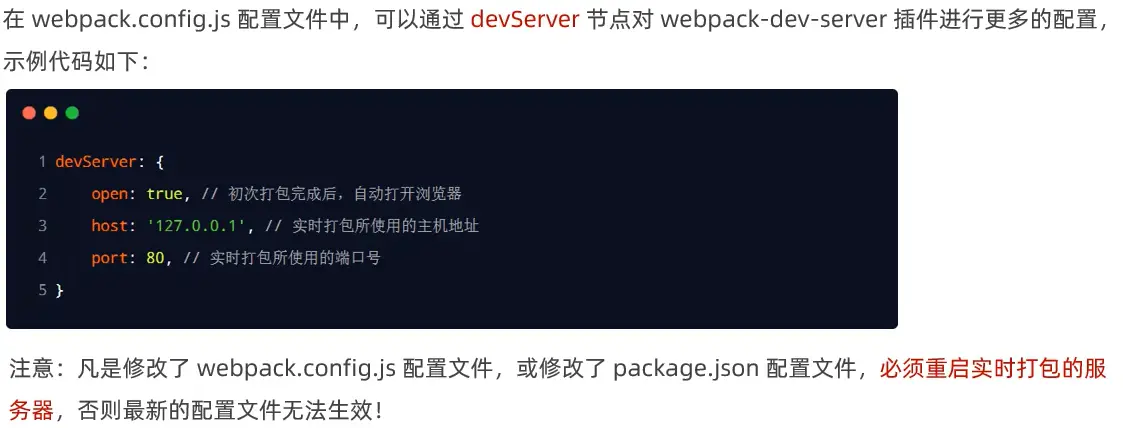 在 webpack.config.js 配置文件中，可以通过 devServer 节点对 webpack-dev-server 插件进行更多的配置，
示例代码如下：
1 devServer: {
2     open: true, // 初次打包完成后，自动打开浏览器
3     host: '127.0.0.1', // 实时打包所使用的主机地址
4     port: 80, // 实时打包所使用的端口号
5 }
注意：凡是修改了 webpack.config.js 配置文件，或修改了 package.json 配置文件，必须重启实时打包的服
务器，否则最新的配置文件无法生效！